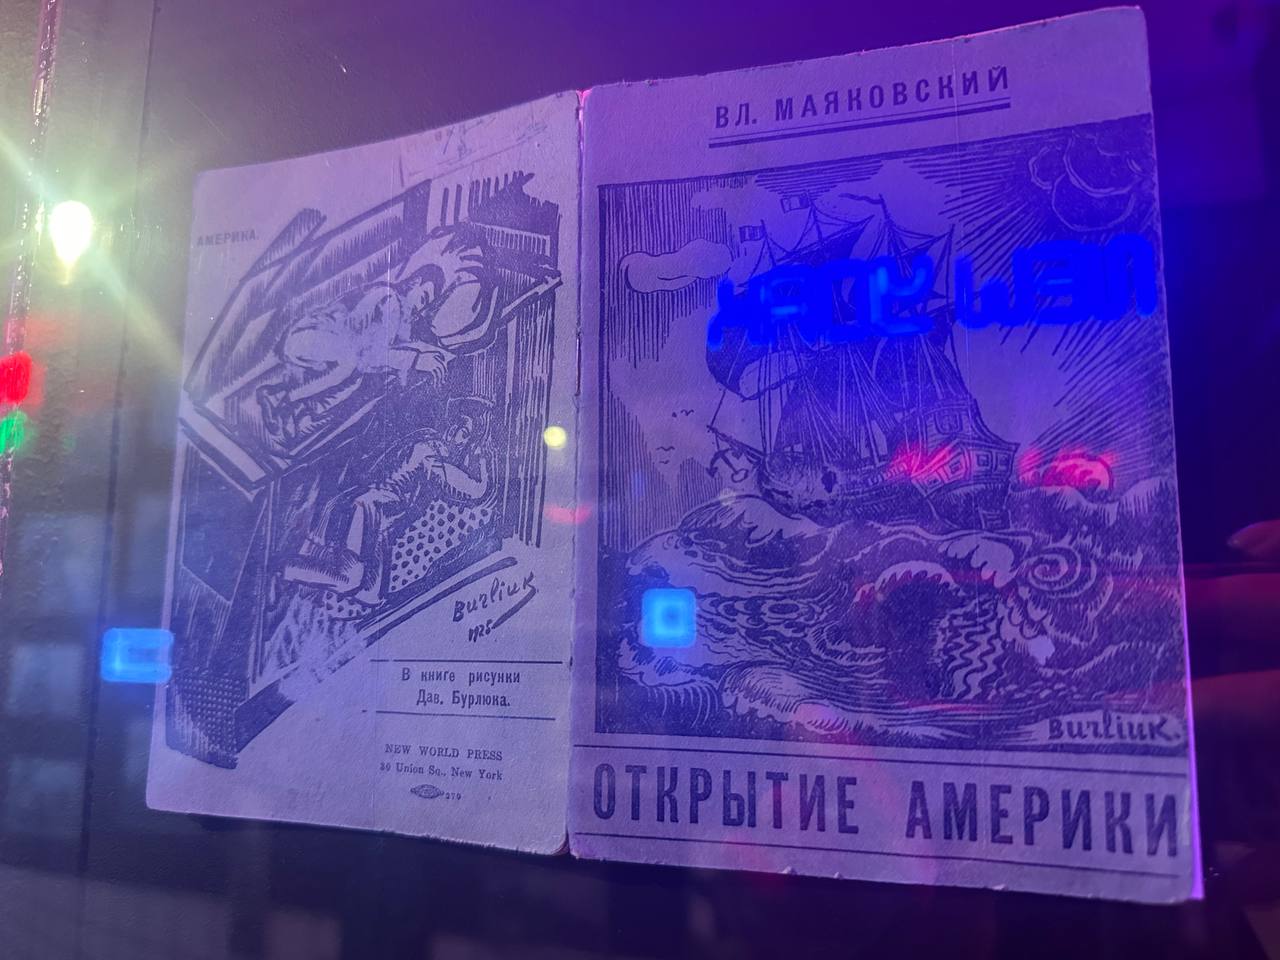 АМЕРИКА.
Burliuk
1925
В книге рисунки
Дав. Бурлюка.
NEW WORLD PRESS
30 Union Sq., New York
279
ВЛ. МАЯКОВСКИЙ
Burliuk.
ОТКРЫТИЕ АМЕРИКИ